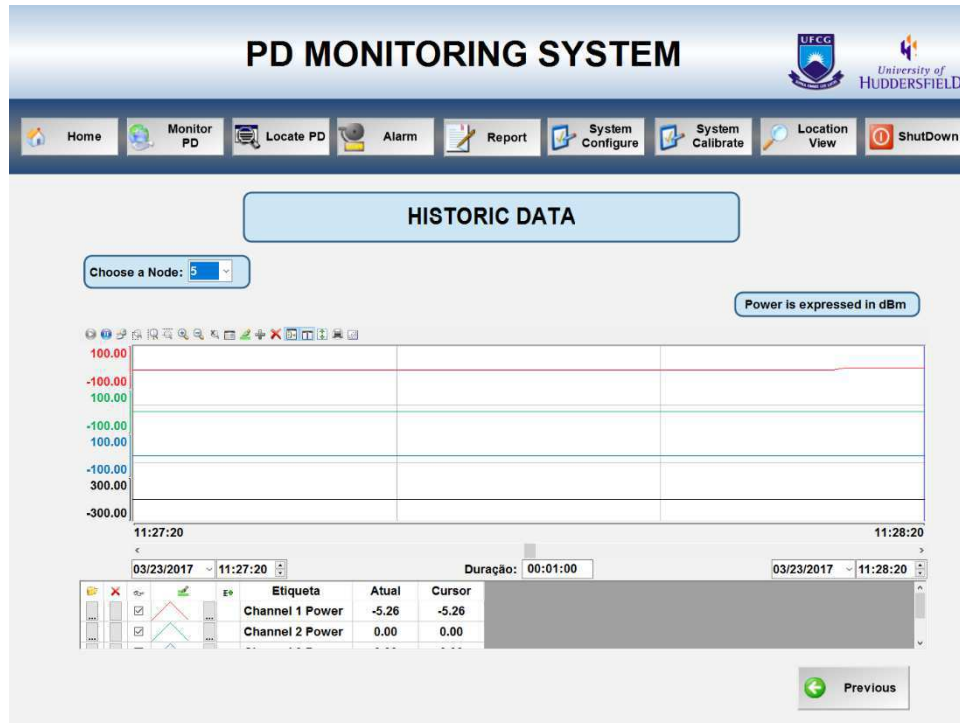 PD MONITORING SYSTEM
UFCG
University of
HUDDERSFIELD
Home
Monitor
PD
Locate PD
Alarm
Report
System
Configure
System
Calibrate
Location
View
ShutDown
HISTORIC DATA
Choose a Node: 5
Power is expressed in dBm
100.00
-100.00
100.00
-100.00
100.00
-100.00
300.00
-300.00
11:27:20 11:28:20
03/23/2017 11:27:20 Duração: 00:01:00 03/23/2017 11:28:20
Etiqueta Atual Cursor
... ... Channel 1 Power -5.26 -5.26
... ... Channel 2 Power 0.00 0.00
Previous